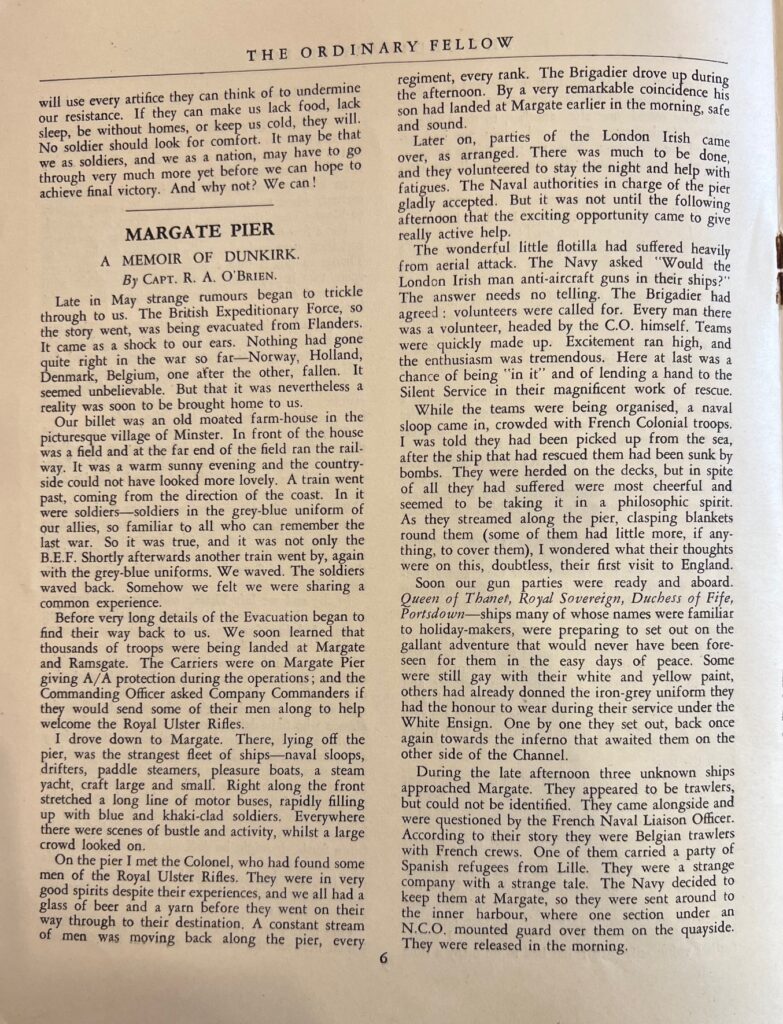 THE ORDINARY FELLOW
will use every artifice they can think of to undermine
our resistance. If they can make us lack food, lack
sleep, be without homes, or keep us cold, they will.
No soldier should look for comfort. It may be that
we as soldiers, and we as a nation, may have to go
through very much more yet before we can hope to
achieve final victory. And why not? We can!
MARGATE PIER
A MEMOIR OF DUNKIRK.
By CAPT. R. A. O'BRIEN.
Late in May strange rumours began to trickle
through to us. The British Expeditionary Force, so
the story went, was being evacuated from Flanders.
It came as a shock to our ears. Nothing had gone
quite right in the war so far—Norway, Holland,
Denmark, Belgium, one after the other, fallen. It
seemed unbelievable. But that it was nevertheless a
reality was soon to be brought home to us.
Our billet was an old moated farm-house in the
picturesque village of Minster. In front of the house
was a field and at the far end of the field ran the rail-
way. It was a warm sunny evening and the country-
side could not have looked more lovely. A train went
past, coming from the direction of the coast. In it
were soldiers—soldiers in the grey-blue uniform of
our allies, so familiar to all who can remember the
last war. So it was true, and it was not only the
B.E.F. Shortly afterwards another train went by, again
with the grey-blue uniforms. We waved. The soldiers
waved back. Somehow we felt we were sharing a
common experience.
Before very long details of the Evacuation began to
find their way back to us. We soon learned that
thousands of troops were being landed at Margate
and Ramsgate. The Carriers were on Margate Pier
giving A/A protection during the operations; and the
Commanding Officer asked Company Commanders if
they would send some of their men along to help
welcome the Royal Ulster Rifles.
I drove down to Margate. There, lying off the
pier, was the strangest fleet of ships—naval sloops,
drifters, paddle steamers, pleasure boats, a steam
yacht, craft large and small. Right along the front
stretched a long line of motor buses, rapidly filling
up with blue and khaki-clad soldiers. Everywhere
there were scenes of bustle and activity, whilst a large
crowd looked on.
On the pier I met the Colonel, who had found some
men of the Royal Ulster Rifles. They were in very
good spirits despite their experiences, and we all had a
glass of beer and a yarn before they went on their
way through to their destination. A constant stream
of men was moving back along the pier, every
regiment, every rank. The Brigadier drove up during
the afternoon. By a very remarkable coincidence his
son had landed at Margate earlier in the morning, safe
and sound.
Later on, parties of the London Irish came
over, as arranged. There was much to be done,
and they volunteered to stay the night and help with
fatigues. The Naval authorities in charge of the pier
gladly accepted. But it was not until the following
afternoon that the exciting opportunity came to give
really active help.
The wonderful little flotilla had suffered heavily
from aerial attack. The Navy asked "Would the
London Irish man anti-aircraft guns in their ships?"
The answer needs no telling. The Brigadier had
agreed: volunteers were called for. Every man there
was a volunteer, headed by the C.O. himself. Teams
were quickly made up. Excitement ran high, and
the enthusiasm was tremendous. Here at last was a
chance of being "in it" and of lending a hand to the
Silent Service in their magnificent work of rescue.
While the teams were being organised, a naval
sloop came in, crowded with French Colonial troops.
I was told they had been picked up from the sea,
after the ship that had rescued them had been sunk by
bombs. They were herded on the decks, but in spite
of all they had suffered were most cheerful and
seemed to be taking it in a philosophic spirit.
As they streamed along the pier, clasping blankets
round them (some of them had little more, if any-
thing, to cover them), I wondered what their thoughts
were on this, doubtless, their first visit to England.
Soon our gun parties were ready and aboard.
Queen of Thanet, Royal Sovereign, Duchess of Fife,
Portsdown—ships many of whose names were familiar
to holiday-makers, were preparing to set out on the
gallant adventure that would never have been fore-
seen for them in the easy days of peace. Some
were still gay with their white and yellow paint,
others had already donned the iron-grey uniform they
had the honour to wear during their service under the
White Ensign. One by one they set out, back once
again towards the inferno that awaited them on the
other side of the Channel.
During the late afternoon three unknown ships
approached Margate. They appeared to be trawlers,
but could not be identified. They came alongside and
were questioned by the French Naval Liaison Officer.
According to their story they were Belgian trawlers
with French crews. One of them carried a party of
Spanish refugees from Lille. They were a strange
company with a strange tale. The Navy decided to
keep them at Margate, so they were sent around to
the inner harbour, where one section under an
N.C.O. mounted guard over them on the quayside.
They were released in the morning.
6